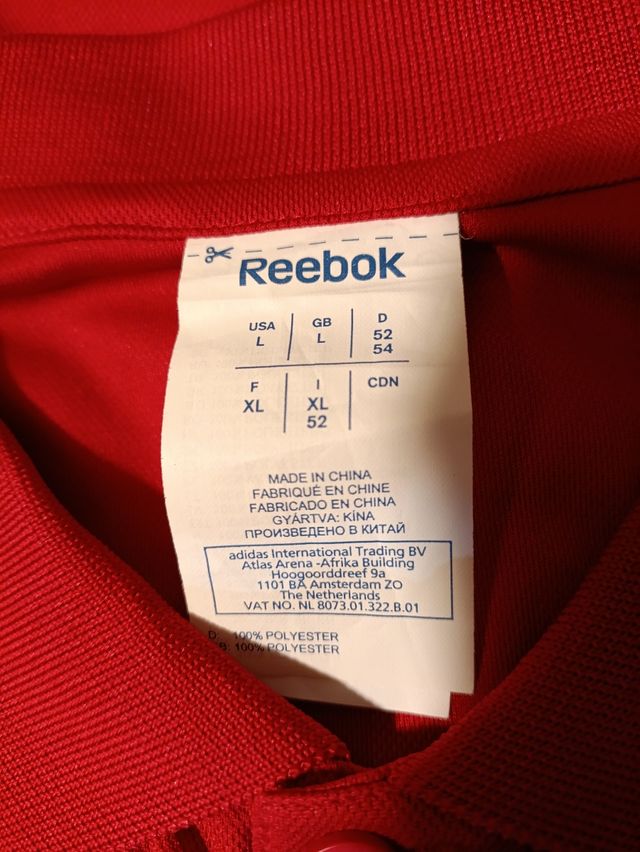 Reebok
USA GB D
L L 52
54
F I CDN
XL XL
52
MADE IN CHINA
FABRIQUÉ EN CHINE
FABRICADO EN CHINA
GYÁRTVA: KÍNA
ПРОИЗВЕДЕНО В КИТАЙ
adidas International Trading BV
Atlas Arena -Afrika Building
Hoogoorddreef 9a
1101 BA Amsterdam ZO
The Netherlands
VAT NO. NL 8073.01.322.B.01
D: 100% POLYESTER
GB: 100% POLYESTER